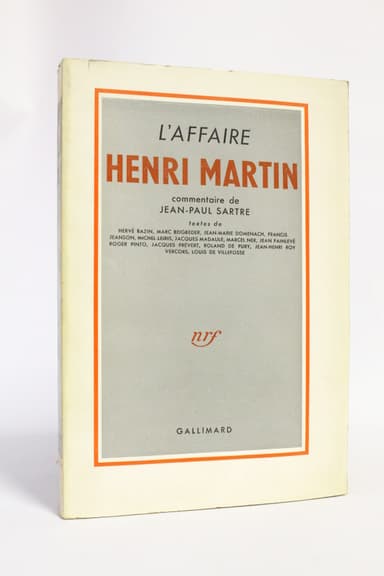 L'AFFAIRE
HENRI MARTIN
commentaire de
JEAN-PAUL SARTRE
textes de
HERVÉ BAZIN, MARC BEIGBEDER, JEAN-MARIE DOMENACH, FRANCIS
JEANSON, MICHEL LEIRIS, JACQUES MADAULE, MARCEL NER, JEAN PAINLEVÉ
ROGER PINTO, JACQUES PRÉVERT, ROLAND DE PURY, JEAN-HENRI ROY
VERCORS, LOUIS DE VILLEFOSSE
nrf
GALLIMARD